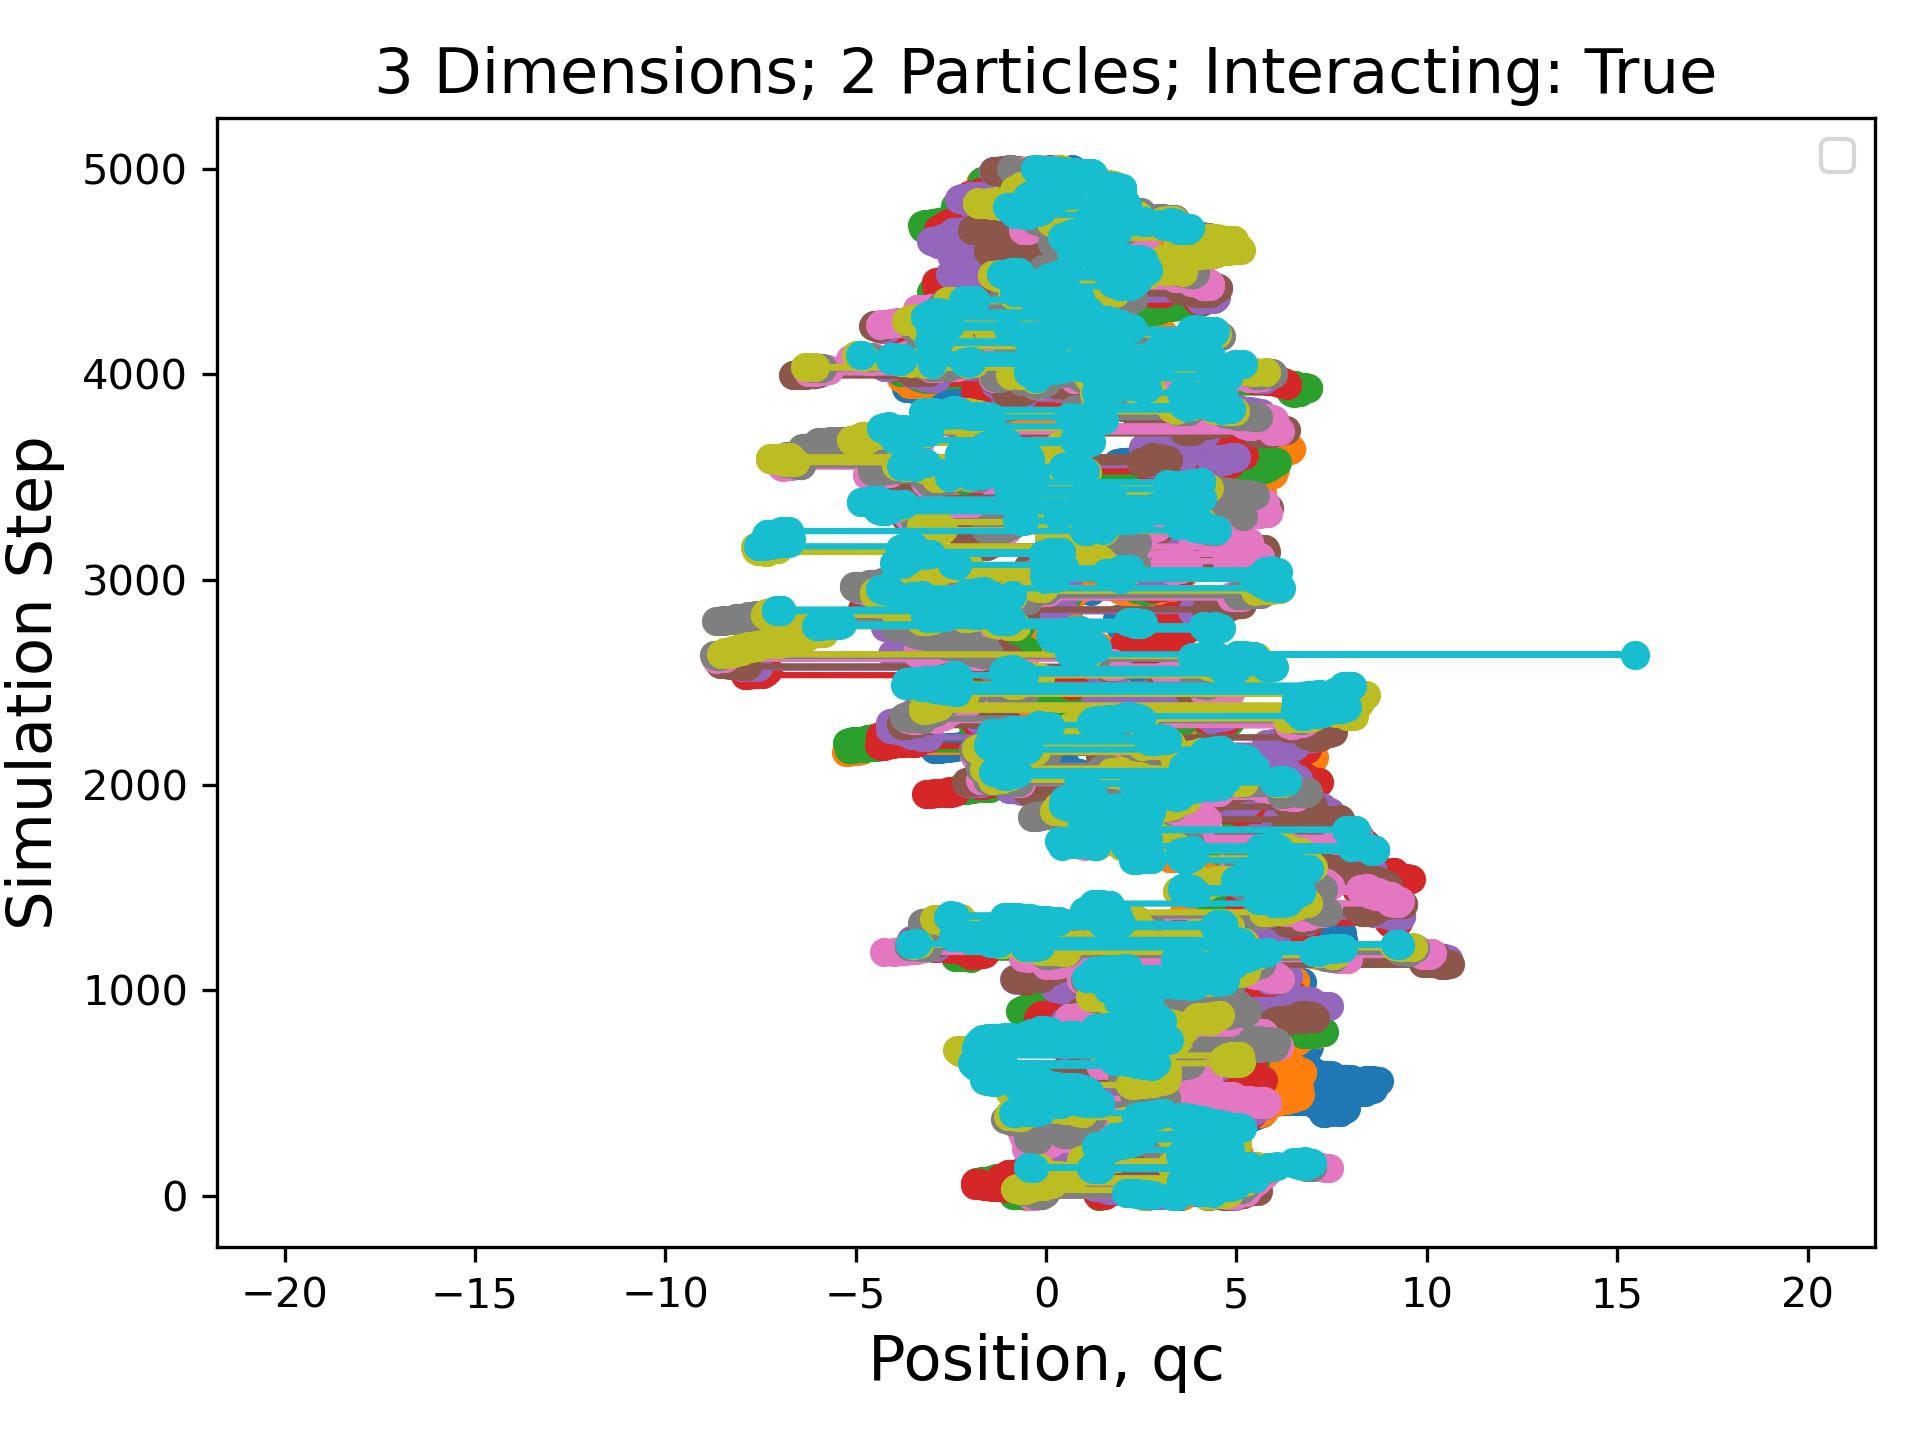 3 Dimensions; 2 Particles; Interacting: True
Simulation Step
5000
4000
3000
2000
1000
0
−20 −15 −10 −5 0 5 10 15 20
Position, qc